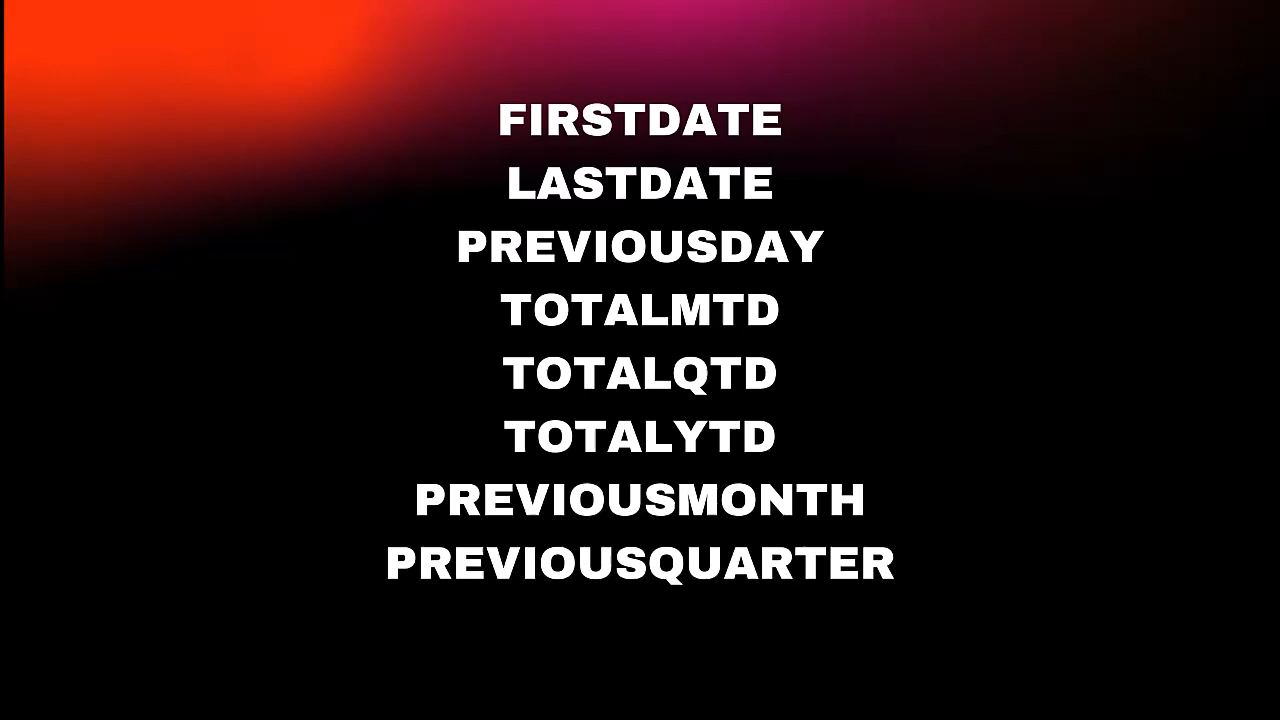 FIRSTDATE
LASTDATE
PREVIOUSDAY
TOTALMTD
TOTALQTD
TOTALYTD
PREVIOUSMONTH
PREVIOUSQUARTER